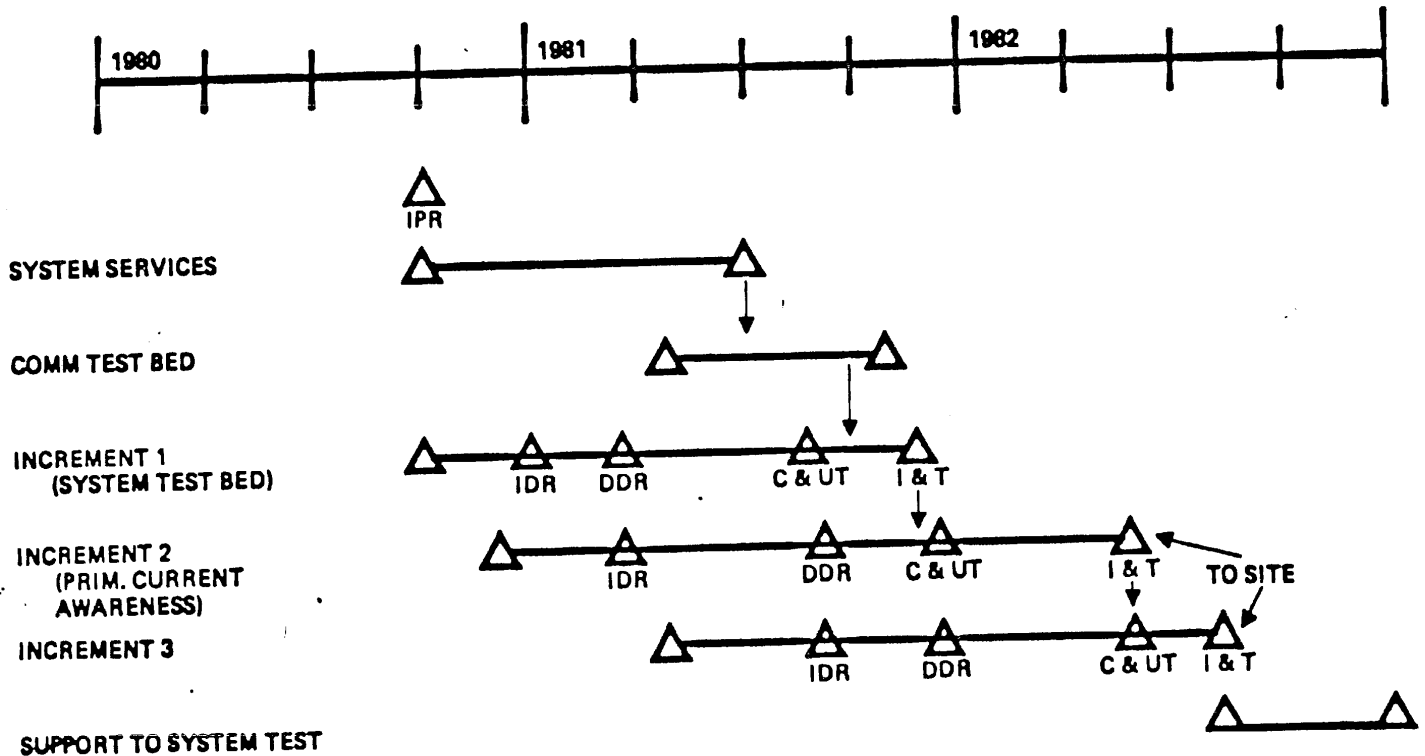 1980 1981 1982
IPR
SYSTEM SERVICES
COMM TEST BED
INCREMENT 1
(SYSTEM TEST BED)
IDR DDR C & UT I & T
INCREMENT 2
(PRIM. CURRENT
AWARENESS)
IDR DDR C & UT I & T TO SITE
INCREMENT 3
IDR DDR C & UT I & T
SUPPORT TO SYSTEM TEST